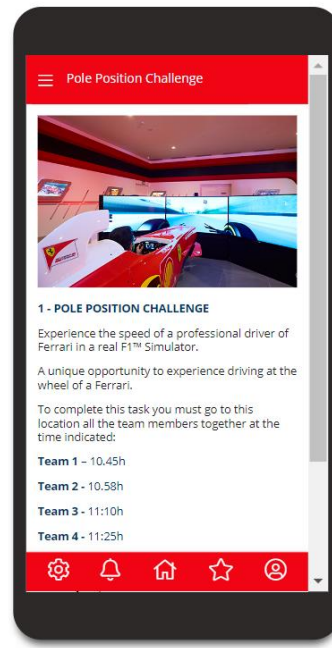 Pole Position Challenge
1 - POLE POSITION CHALLENGE
Experience the speed of a professional driver of
Ferrari in a real F1™ Simulator.
A unique opportunity to experience driving at the
wheel of a Ferrari.
To complete this task you must go to this
location all the team members together at the
time indicated:
Team 1 – 10.45h
Team 2 - 10.58h
Team 3 - 11:10h
Team 4 - 11:25h